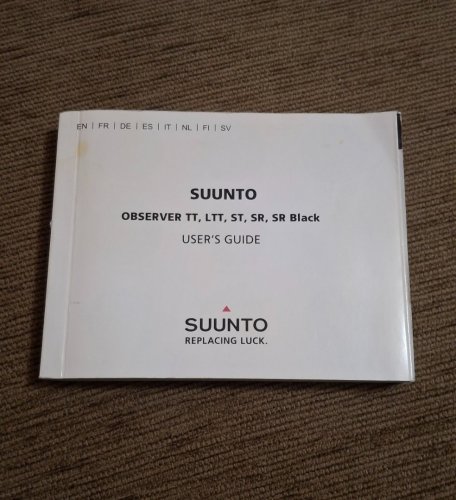 EN | FR | DE | ES | IT | NL | FI | SV
SUUNTO
OBSERVER TT, LTT, ST, SR, SR Black
USER'S GUIDE
SUUNTO
REPLACING LUCK.